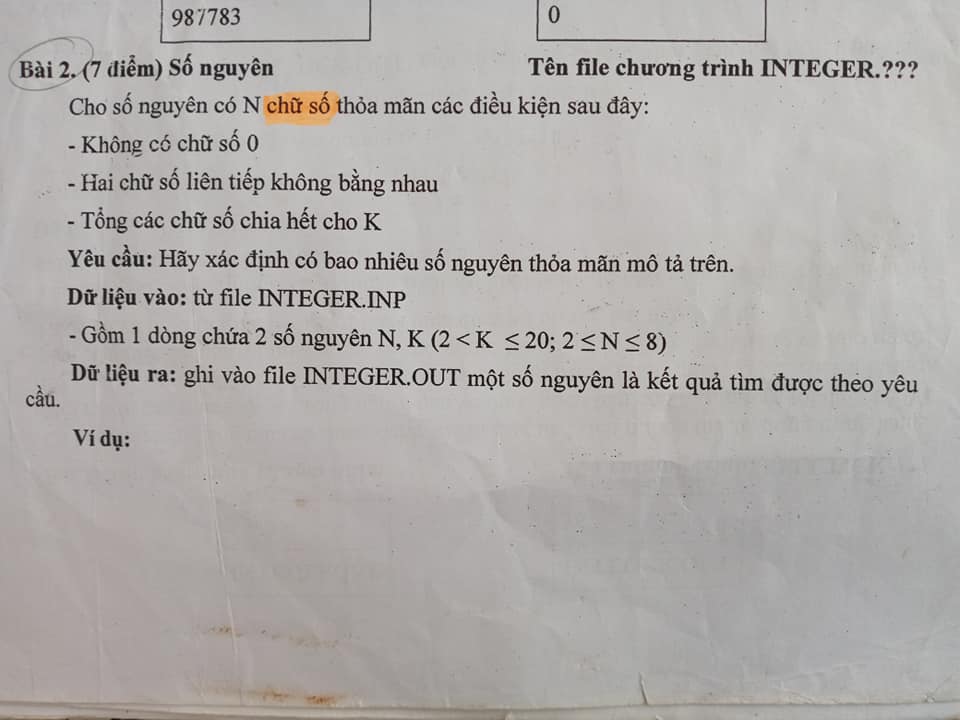 987783 0
Bài 2. (7 điểm) Số nguyên Tên file chương trình INTEGER.???
Cho số nguyên có N chữ số thỏa mãn các điều kiện sau đây:
- Không có chữ số 0
- Hai chữ số liên tiếp không bằng nhau
- Tổng các chữ số chia hết cho K
Yêu cầu: Hãy xác định có bao nhiêu số nguyên thỏa mãn mô tả trên.
Dữ liệu vào: từ file INTEGER.INP
- Gồm 1 dòng chứa 2 số nguyên N, K (2 < K ≤ 20; 2 ≤ N ≤ 8)
Dữ liệu ra: ghi vào file INTEGER.OUT một số nguyên là kết quả tìm được theo yêu
cầu.
Ví dụ: